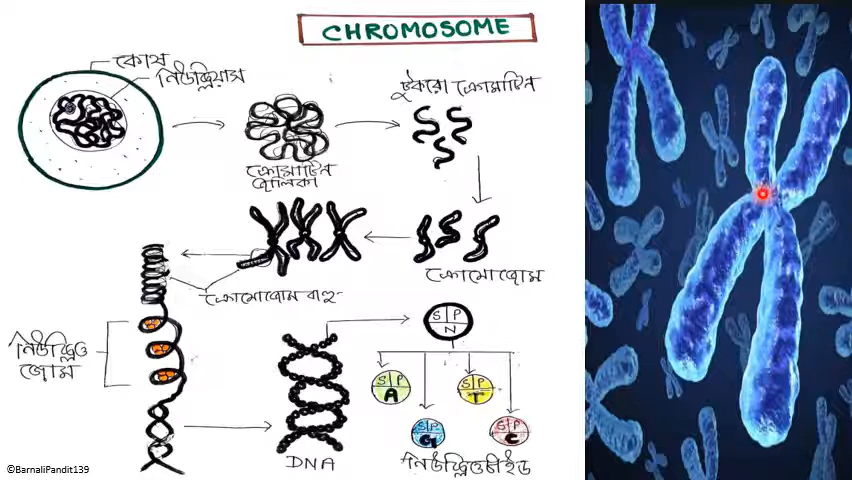 CHROMOSOME
কোষ
নিউক্লিয়াস
টুকরো ক্রোমাটিন
ক্রোমাটিন
জালিকা
ক্রোমোজোম
ক্রোমোজোম বাহু
নিউক্লিও
জোম
S P
N
S P
A
S P
T
S P
G
S P
C
DNA
নিউক্লিওটাইড
©BarnaliPandit139